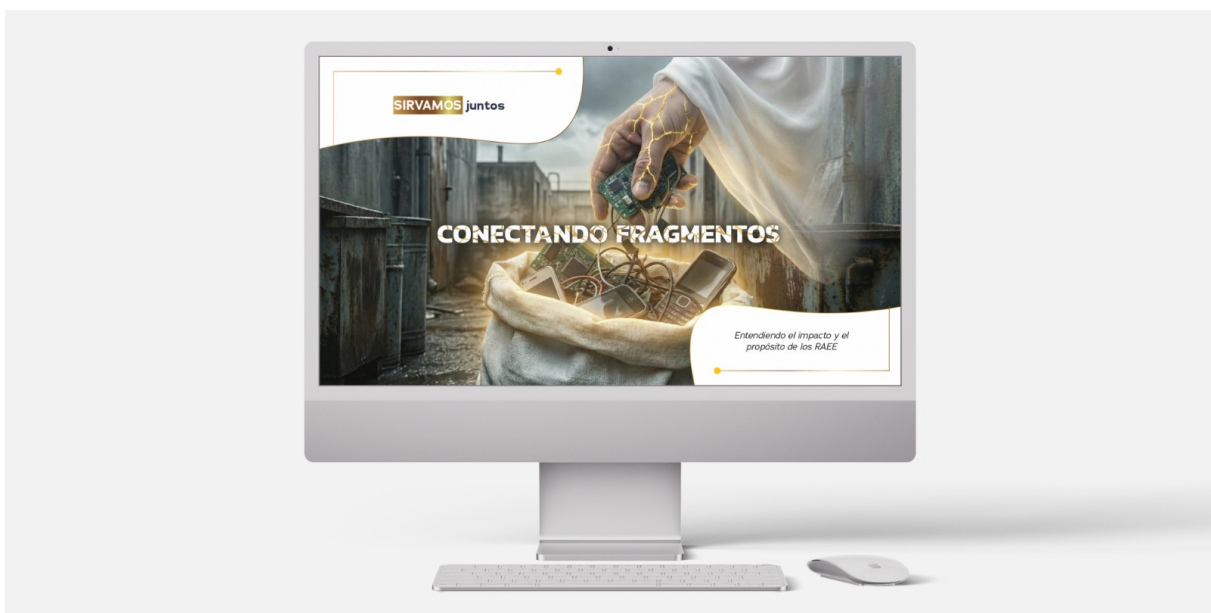 SIRVAMOS juntos
CONECTANDO FRAGMENTOS
Entendiendo el impacto y el
propósito de los RAEE